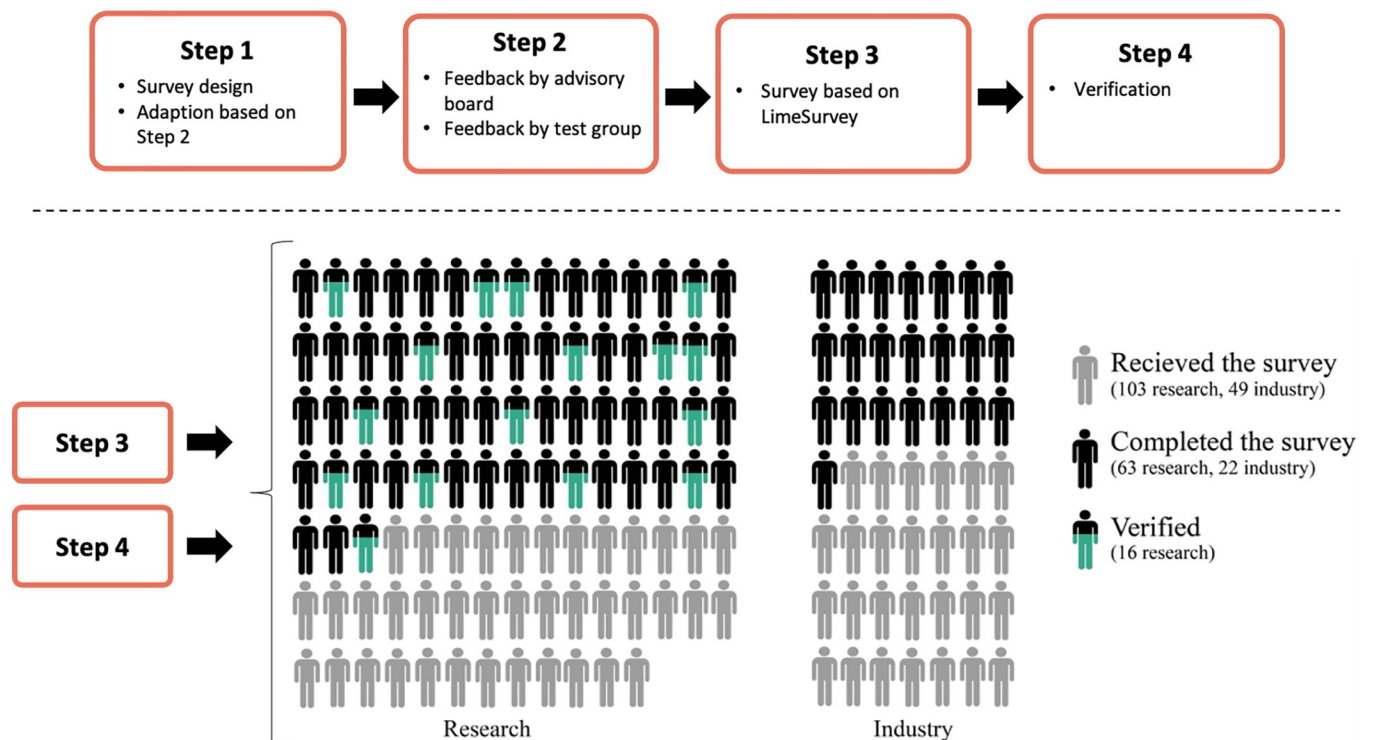 Step 1
• Survey design
• Adaption based on
Step 2
Step 2
• Feedback by advisory
board
• Feedback by test group
Step 3
• Survey based on
LimeSurvey
Step 4
• Verification
Step 3
Step 4
Research
Industry
Recieved the survey
(103 research, 49 industry)
Completed the survey
(63 research, 22 industry)
Verified
(16 research)